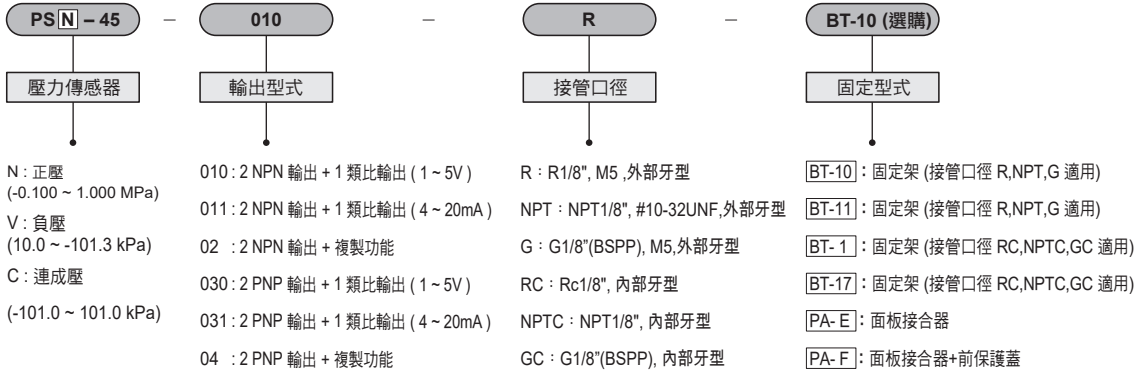 PSN – 45 – 010 – R – BT-10 (選購)
壓力傳感器 輸出型式 接管口徑 固定型式
N : 正壓
(-0.100 ~ 1.000 MPa)
V : 負壓
(10.0 ~ -101.3 kPa)
C : 連成壓
(-101.0 ~ 101.0 kPa)
010 : 2 NPN 輸出 + 1 類比輸出 ( 1 ~ 5V )
011 : 2 NPN 輸出 + 1 類比輸出 ( 4 ~ 20mA )
02 : 2 NPN 輸出 + 複製功能
030 : 2 PNP 輸出 + 1 類比輸出 ( 1 ~ 5V )
031 : 2 PNP 輸出 + 1 類比輸出 ( 4 ~ 20mA )
04 : 2 PNP 輸出 + 複製功能
R：R1/8", M5 ,外部牙型
NPT：NPT1/8", #10-32UNF,外部牙型
G：G1/8"(BSPP), M5,外部牙型
RC：Rc1/8", 內部牙型
NPTC：NPT1/8", 內部牙型
GC：G1/8"(BSPP), 內部牙型
BT-10：固定架 (接管口徑 R,NPT,G 適用)
BT-11：固定架 (接管口徑 R,NPT,G 適用)
BT- 1：固定架 (接管口徑 RC,NPTC,GC 適用)
BT-17：固定架 (接管口徑 RC,NPTC,GC 適用)
PA- E：面板接合器
PA- F：面板接合器+前保護蓋